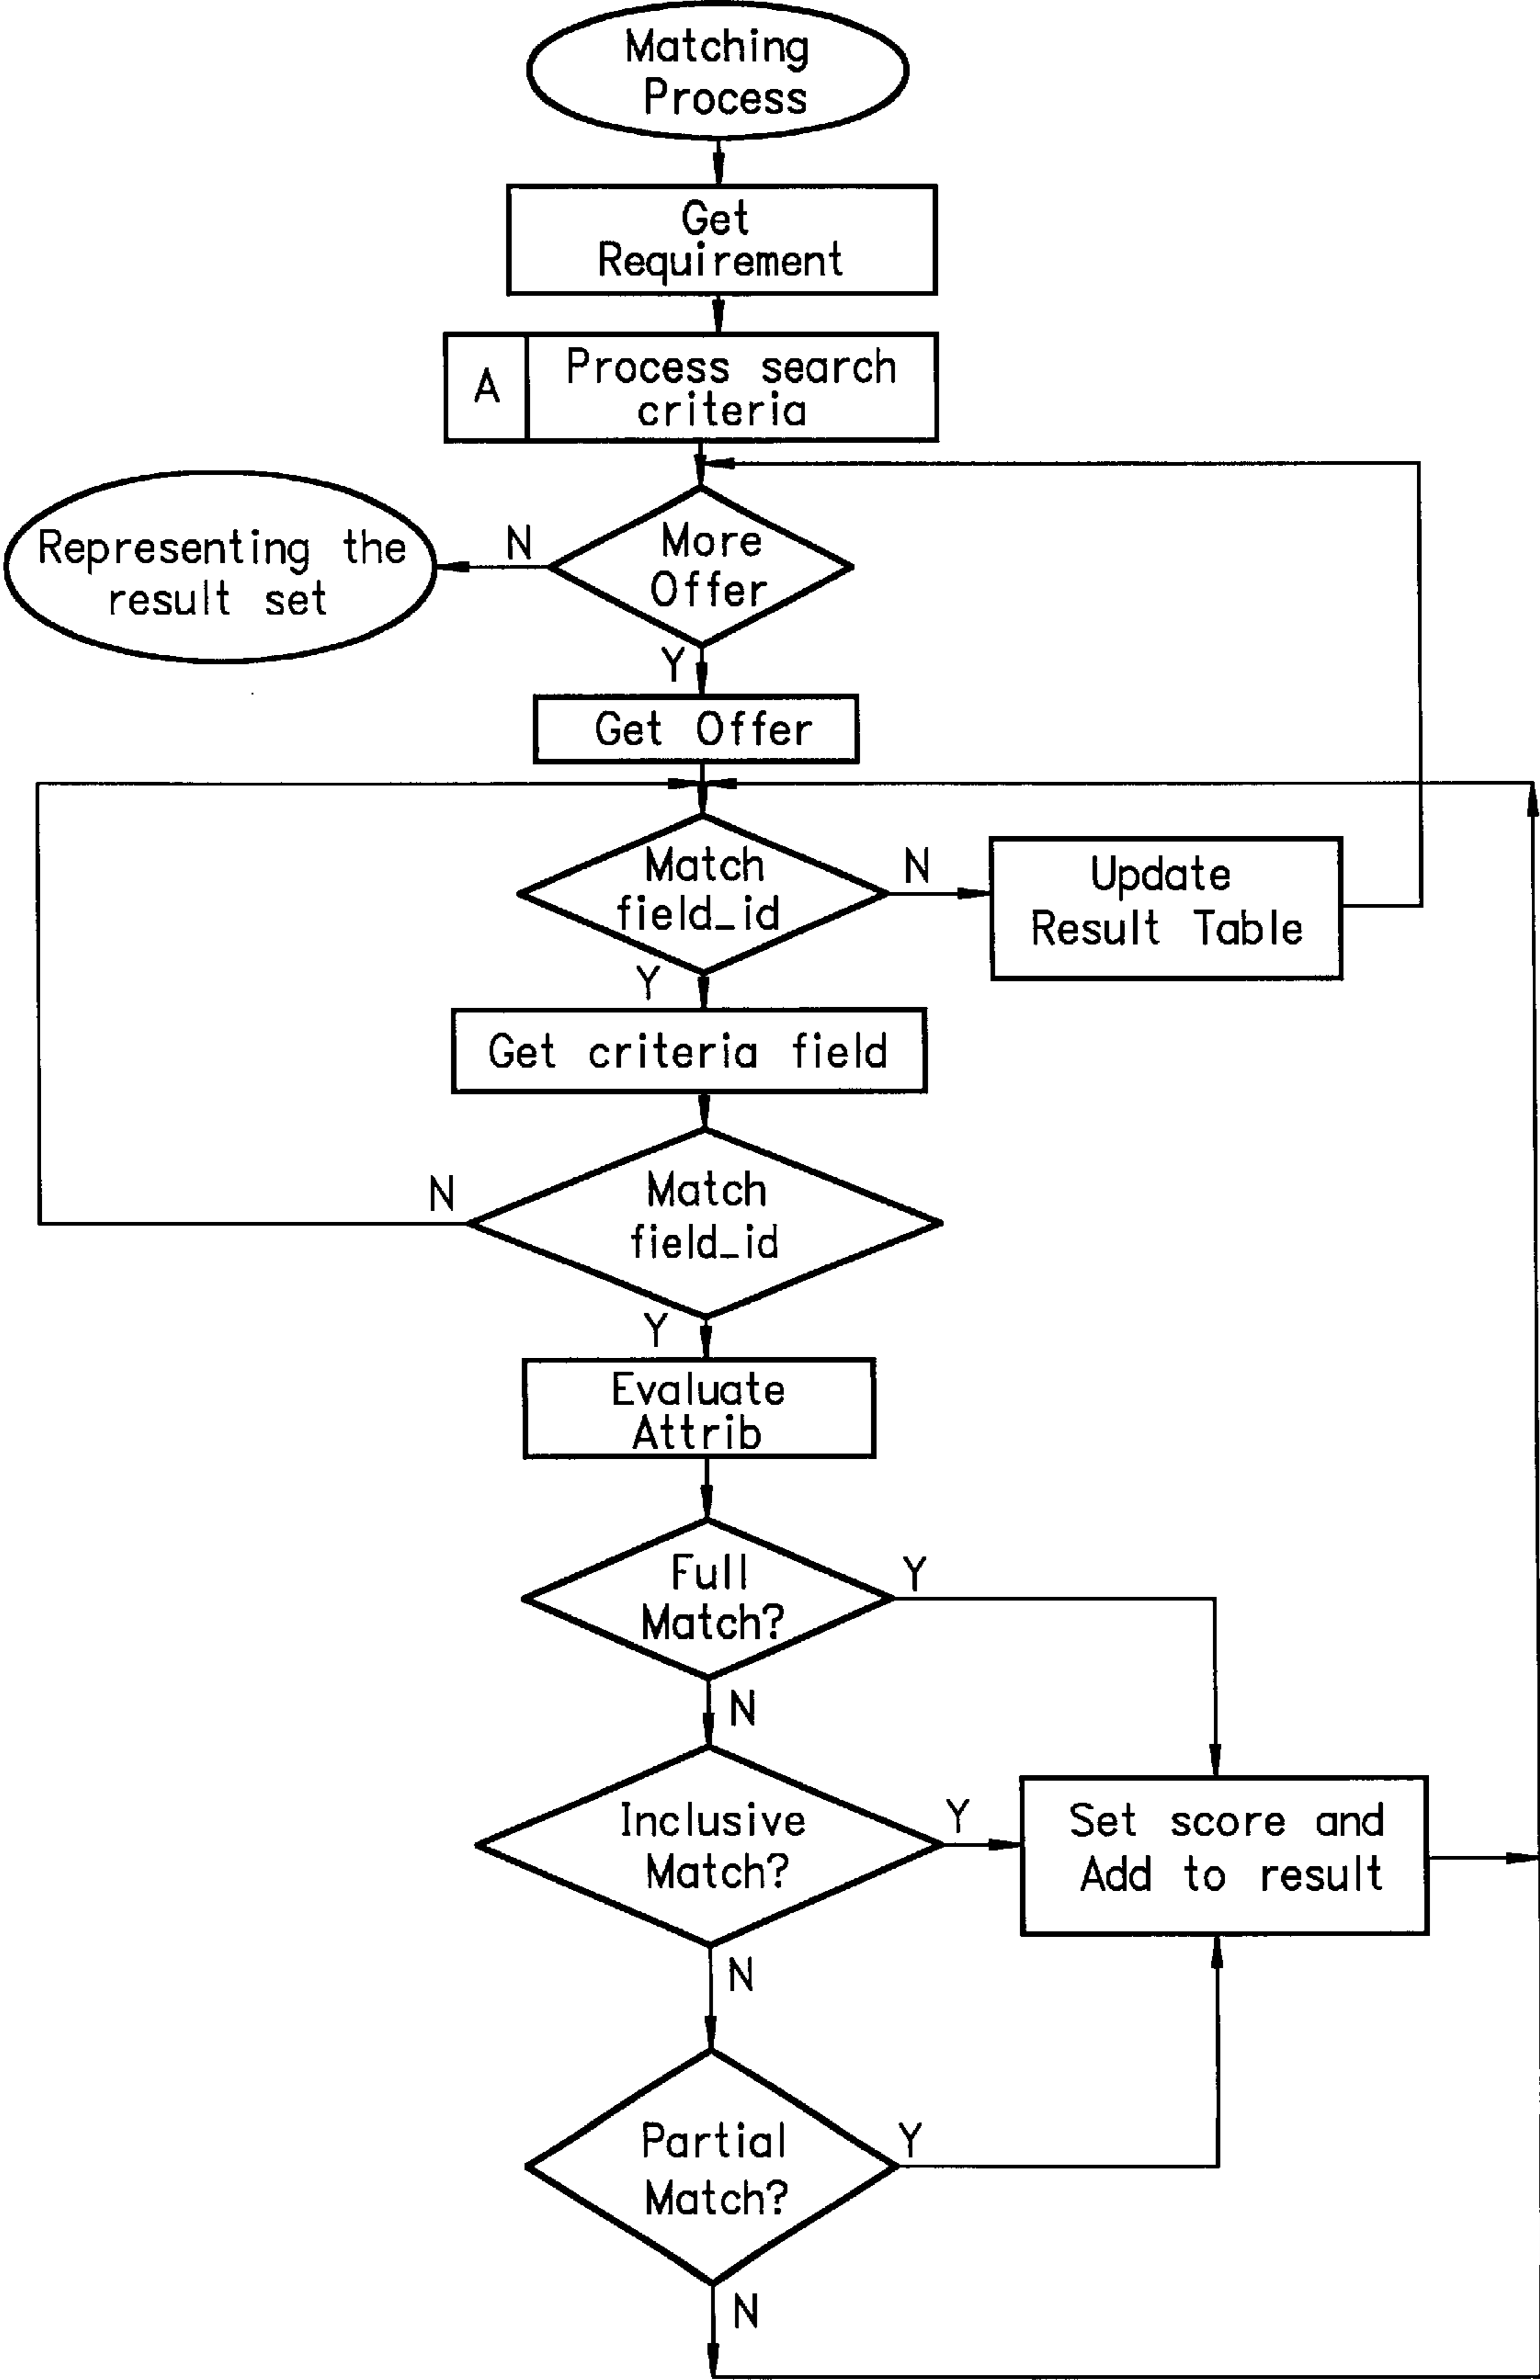 Matching
Process
Get
Requirement
A
Process search
criteria
Representing the
result set
N
More
Offer
Y
Get Offer
Match
field_id
N
Update
Result Table
Y
Get criteria field
N
Match
field_id
Y
Evaluate
Attrib
Full
Match?
Y
N
Inclusive
Match?
Y
Set score and
Add to result
N
Partial
Match?
Y
N